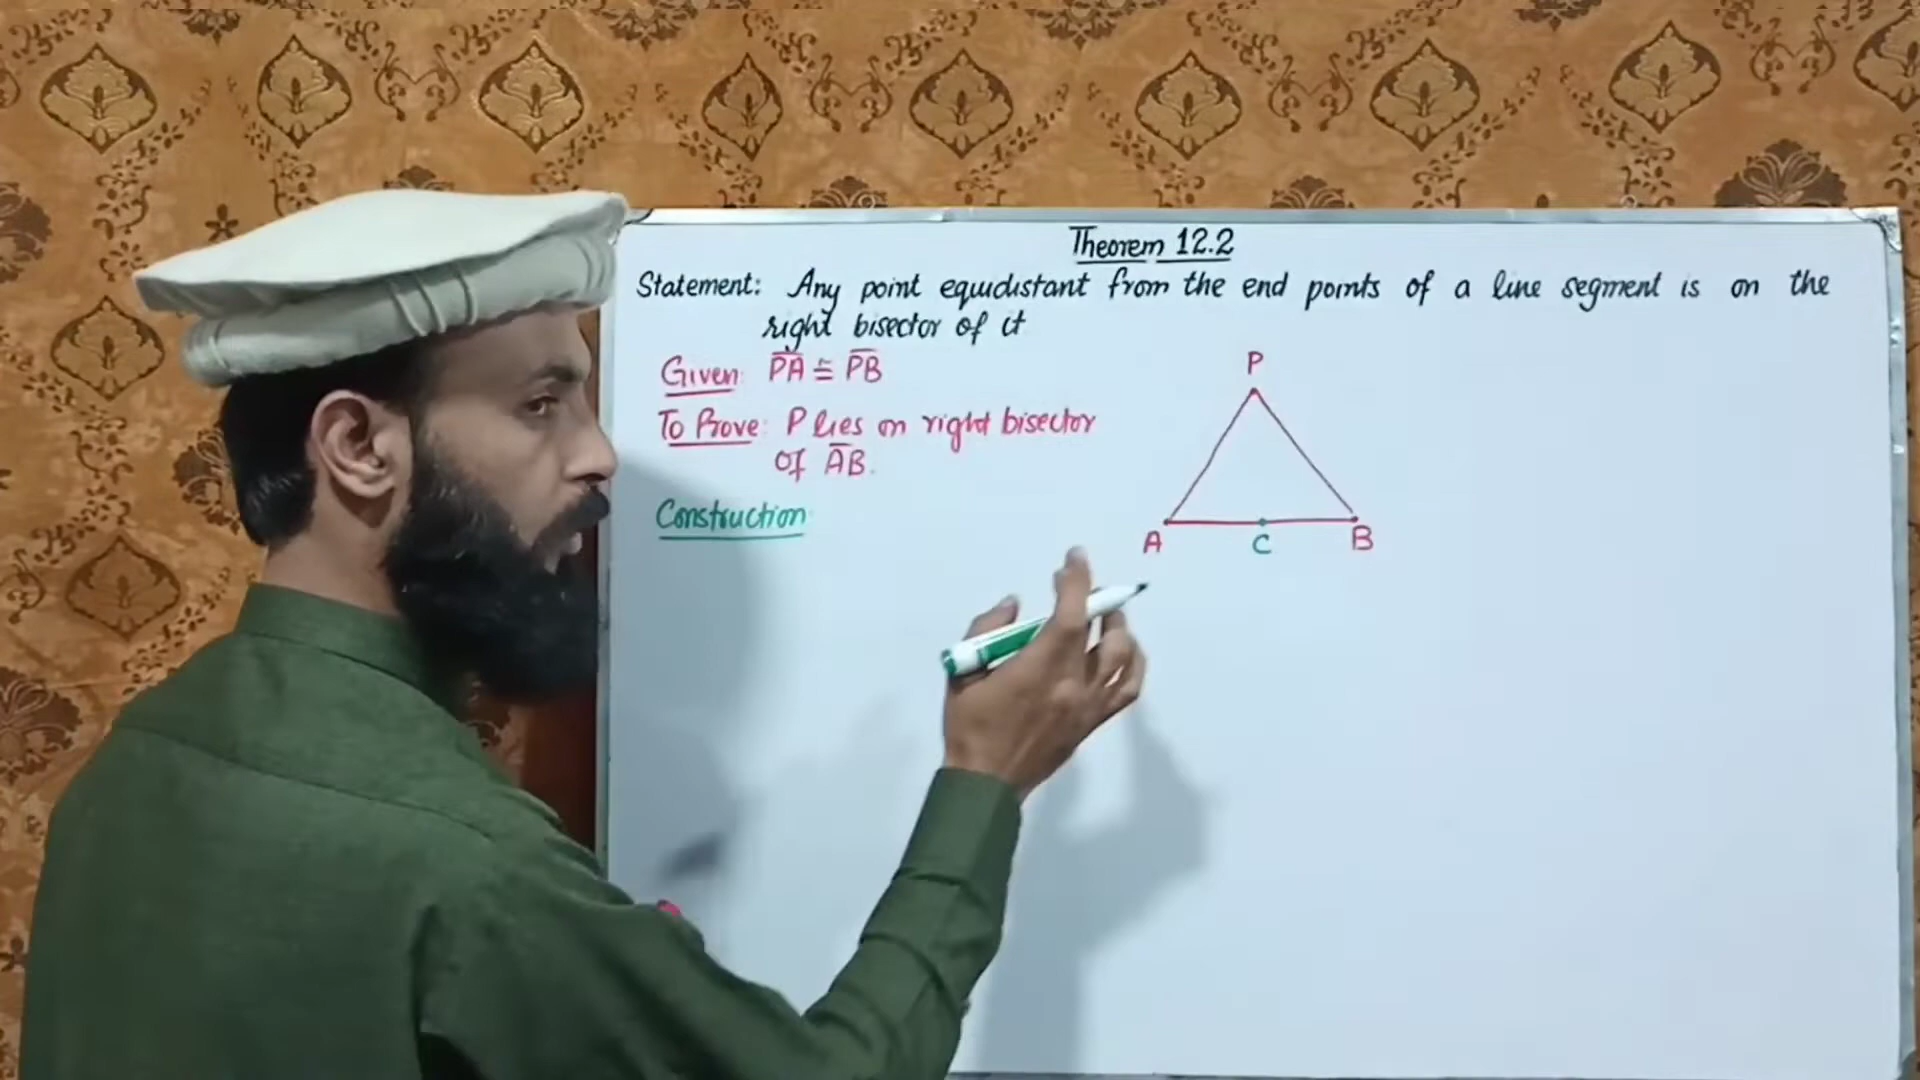 Theorem 12.2
Statement: Any point equidistant from the end points of a line segment is on the
right bisector of it
Given: PA ≅ PB
To Prove: P lies on right bisector
of AB.
Construction:
P
A C B